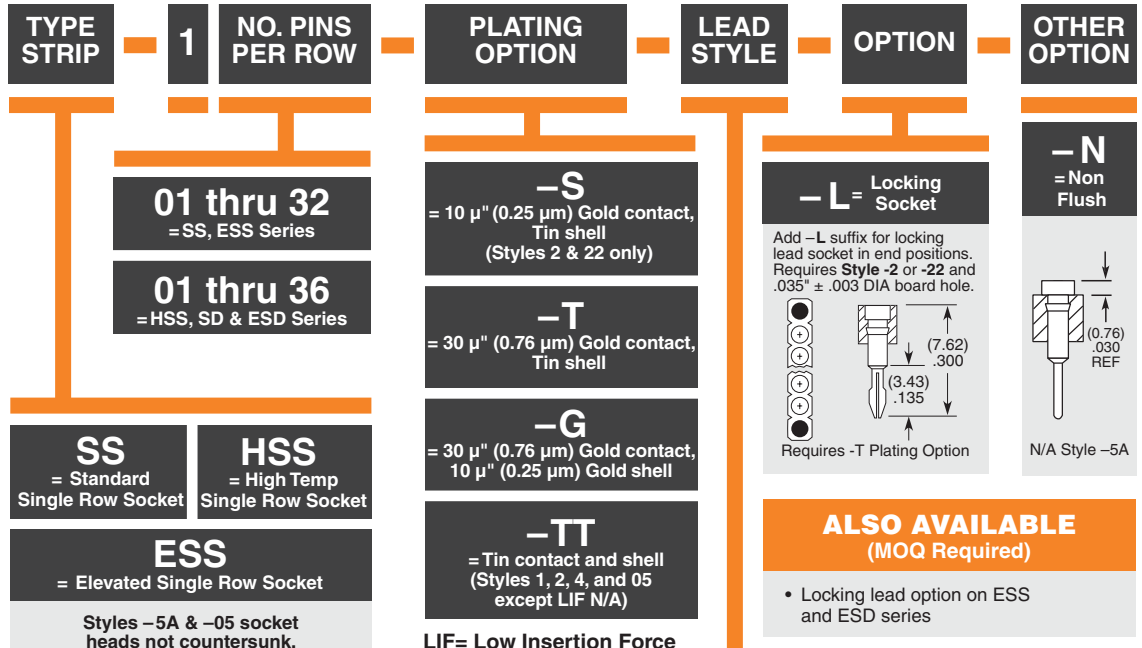 TYPE
STRIP
1
NO. PINS
PER ROW
PLATING
OPTION
LEAD
STYLE
OPTION
OTHER
OPTION
01 thru 32
=SS, ESS Series
01 thru 36
=HSS, SD & ESD Series
SS
= Standard
Single Row Socket
HSS
= High Temp
Single Row Socket
ESS
= Elevated Single Row Socket
Styles –5A & –05 socket
heads not countersunk.
–S
= 10 µ" (0.25 µm) Gold contact,
Tin shell
(Styles 2 & 22 only)
–T
= 30 µ" (0.76 µm) Gold contact,
Tin shell
–G
= 30 µ" (0.76 µm) Gold contact,
10 µ" (0.25 µm) Gold shell
–TT
= Tin contact and shell
(Styles 1, 2, 4, and 05
except LIF N/A)
LIF= Low Insertion Force
–L= Locking
Socket
Add –L suffix for locking
lead socket in end positions.
Requires Style -2 or -22 and
.035" ± .003 DIA board hole.
(7.62)
.300
(3.43)
.135
Requires -T Plating Option
–N
= Non
Flush
(0.76)
.030
REF
N/A Style –5A
ALSO AVAILABLE
(MOQ Required)
• Locking lead option on ESS
and ESD series